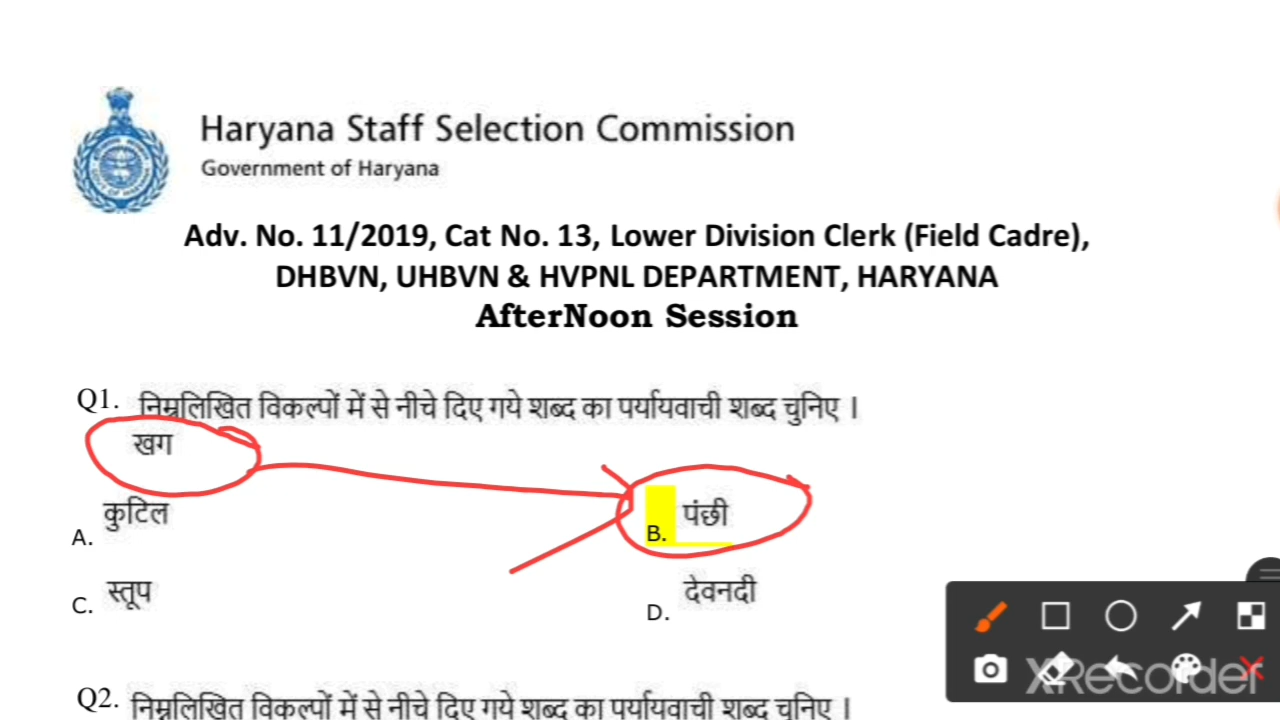 Haryana Staff Selection Commission
Government of Haryana
Adv. No. 11/2019, Cat No. 13, Lower Division Clerk (Field Cadre),
DHBVN, UHBVN & HVPNL DEPARTMENT, HARYANA
AfterNoon Session
Q1. निम्नलिखित विकल्पों में से नीचे दिए गये शब्द का पर्यायवाची शब्द चुनिए ।
खग
A. कुटिल
B. पंछी
C. स्तूप
D. देवनदी
XRecorder
Q2. निम्नलिखित विकल्पों में से नीचे दिए गये शब्द का पर्यायवाची शब्द चुनिए ।